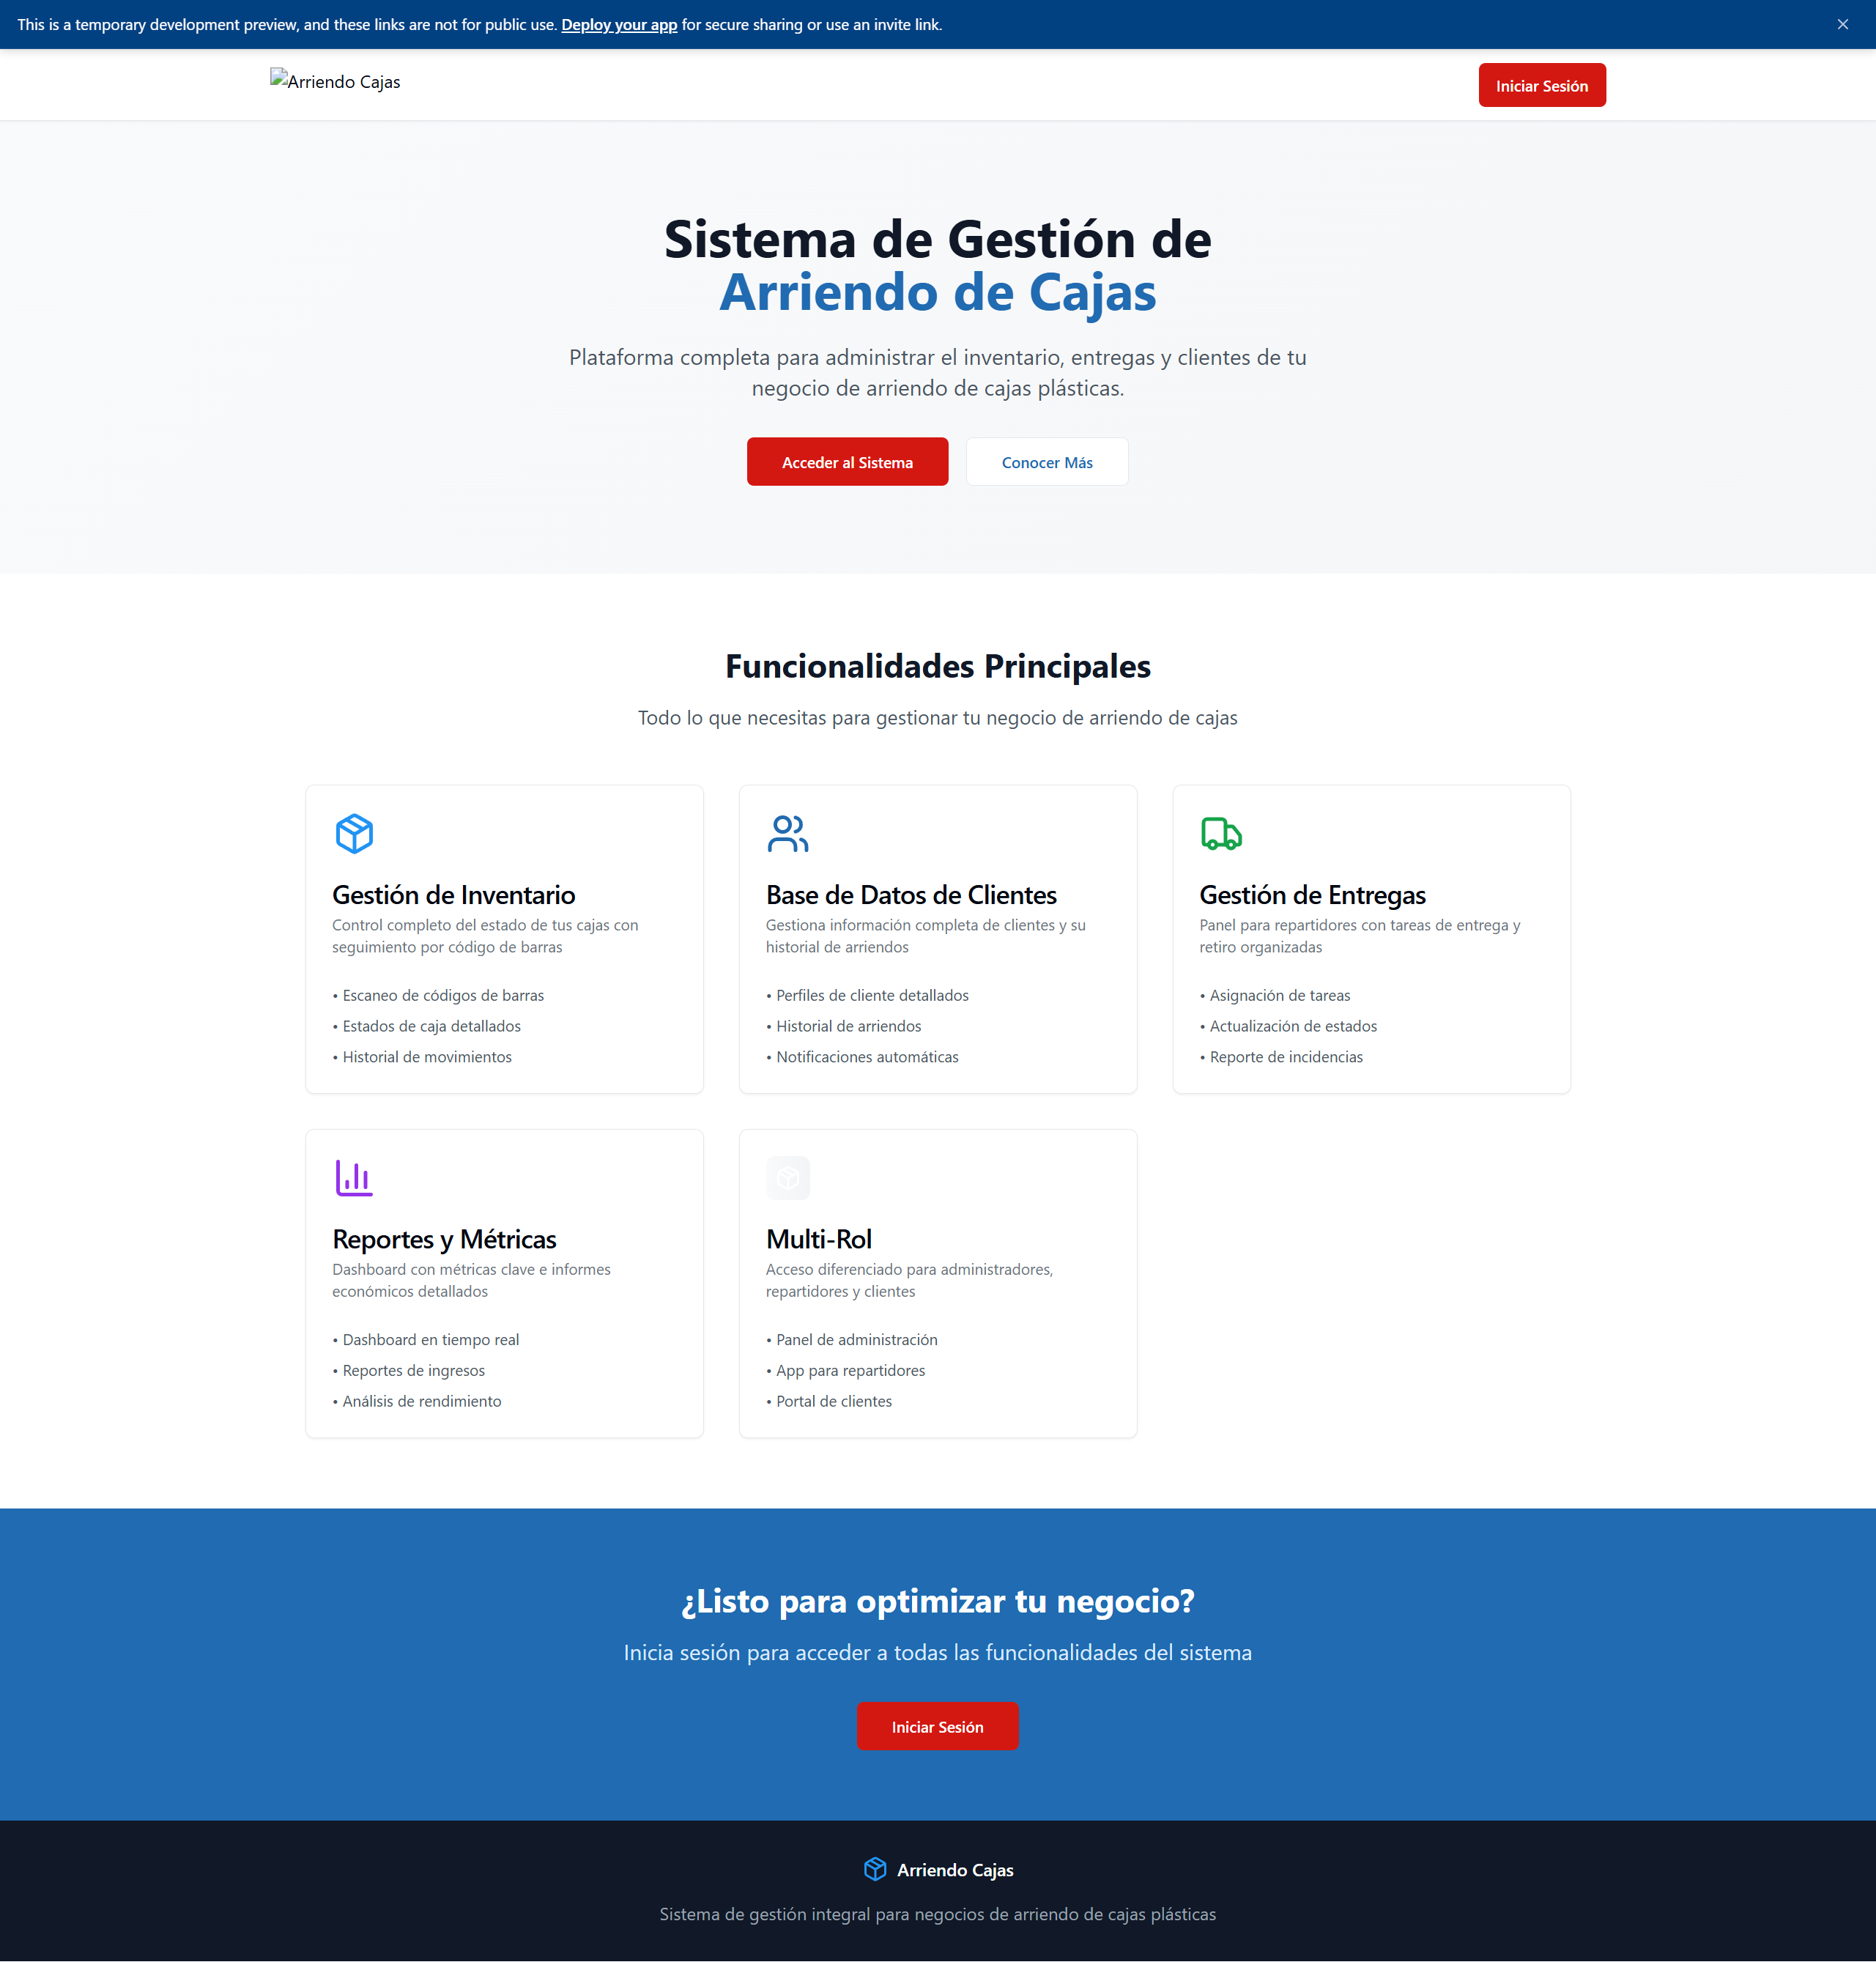 This is a temporary development preview, and these links are not for public use. Deploy your app for secure sharing or use an invite link.
Arriendo Cajas
Iniciar Sesión
Sistema de Gestión de
Arriendo de Cajas
Plataforma completa para administrar el inventario, entregas y clientes de tu
negocio de arriendo de cajas plásticas.
Acceder al Sistema
Conocer Más
Funcionalidades Principales
Todo lo que necesitas para gestionar tu negocio de arriendo de cajas
Gestión de Inventario
Control completo del estado de tus cajas con
seguimiento por código de barras
• Escaneo de códigos de barras
• Estados de caja detallados
• Historial de movimientos
Base de Datos de Clientes
Gestiona información completa de clientes y su
historial de arriendos
• Perfiles de cliente detallados
• Historial de arriendos
• Notificaciones automáticas
Gestión de Entregas
Panel para repartidores con tareas de entrega y
retiro organizadas
• Asignación de tareas
• Actualización de estados
• Reporte de incidencias
Reportes y Métricas
Dashboard con métricas clave e informes
económicos detallados
• Dashboard en tiempo real
• Reportes de ingresos
• Análisis de rendimiento
Multi-Rol
Acceso diferenciado para administradores,
repartidores y clientes
• Panel de administración
• App para repartidores
• Portal de clientes
¿Listo para optimizar tu negocio?
Inicia sesión para acceder a todas las funcionalidades del sistema
Iniciar Sesión
Arriendo Cajas
Sistema de gestión integral para negocios de arriendo de cajas plásticas